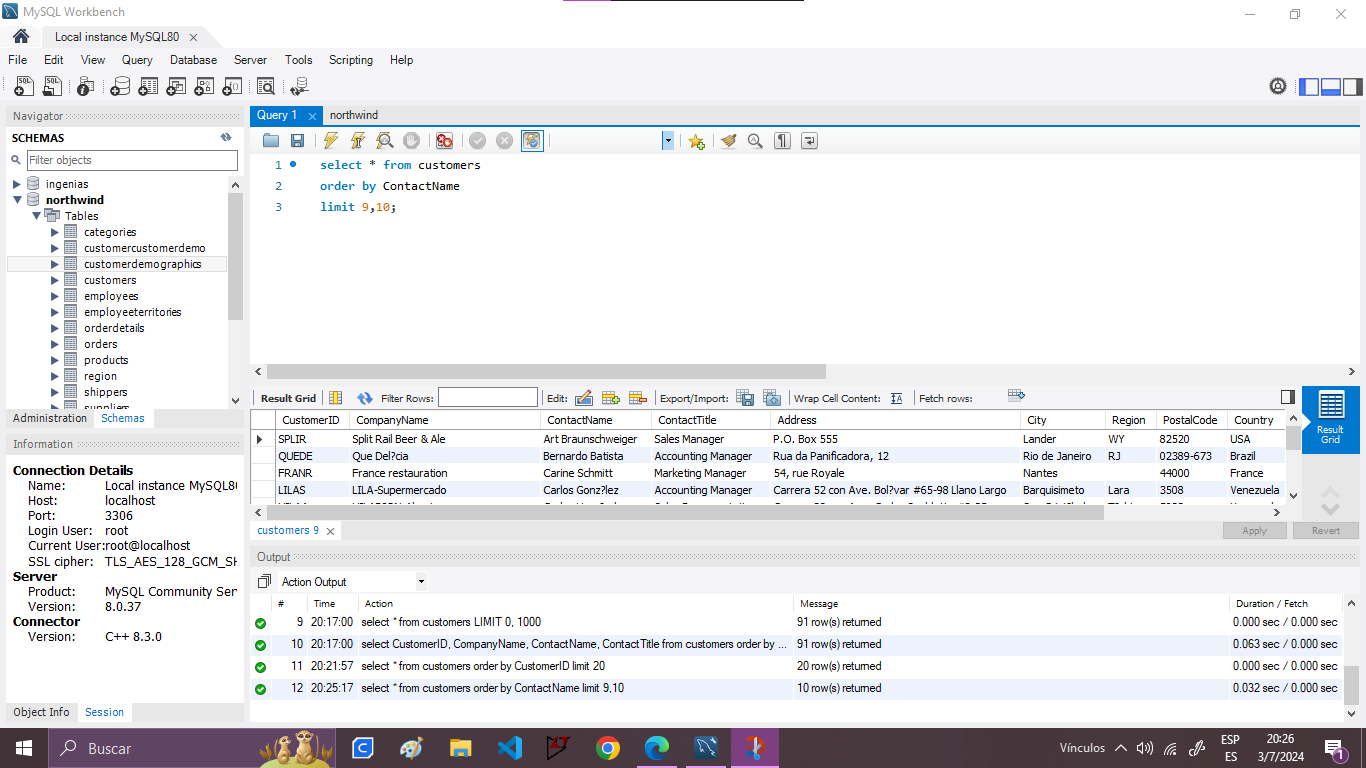 MySQL Workbench
Local instance MySQL80
File Edit View Query Database Server Tools Scripting Help
Navigator
SCHEMAS
Filter objects
ingenias
northwind
Tables
categories
customercustomerdemo
customerdemographics
customers
employees
employeeterritories
orderdetails
orders
products
region
shippers
suppliers
Administration Schemas
Information
Connection Details
Name: Local instance MySQL80
Host: localhost
Port: 3306
Login User: root
Current User:root@localhost
SSL cipher: TLS_AES_128_GCM_SH
Server
Product: MySQL Community Serv
Version: 8.0.37
Connector
Version: C++ 8.3.0
Object Info Session
Query 1 northwind
1 select * from customers
2 order by ContactName
3 limit 9,10;
Result Grid Filter Rows: Edit: Export/Import: Wrap Cell Content: Fetch rows:
CustomerID CompanyName ContactName ContactTitle Address City Region PostalCode Country
SPLIR Split Rail Beer & Ale Art Braunschweiger Sales Manager P.O. Box 555 Lander WY 82520 USA
QUEDE Que Del?cia Bernardo Batista Accounting Manager Rua da Panificadora, 12 Rio de Janeiro RJ 02389-673 Brazil
FRANR France restauration Carine Schmitt Marketing Manager 54, rue Royale Nantes 44000 France
LILAS LILA-Supermercado Carlos Gonz?lez Accounting Manager Carrera 52 con Ave. Bol?var #65-98 Llano Largo Barquisimeto Lara 3508 Venezuela
Result
Grid
customers 9
Apply Revert
Output
Action Output
# Time Action Message Duration / Fetch
9 20:17:00 select * from customers LIMIT 0, 1000 91 row(s) returned 0.000 sec / 0.000 sec
10 20:17:00 select CustomerID, CompanyName, ContactName, ContactTitle from customers order by ... 91 row(s) returned 0.063 sec / 0.000 sec
11 20:21:57 select * from customers order by CustomerID limit 20 20 row(s) returned 0.000 sec / 0.000 sec
12 20:25:17 select * from customers order by ContactName limit 9,10 10 row(s) returned 0.032 sec / 0.000 sec
Buscar
Vínculos
ESP
ES
20:26
3/7/2024
1